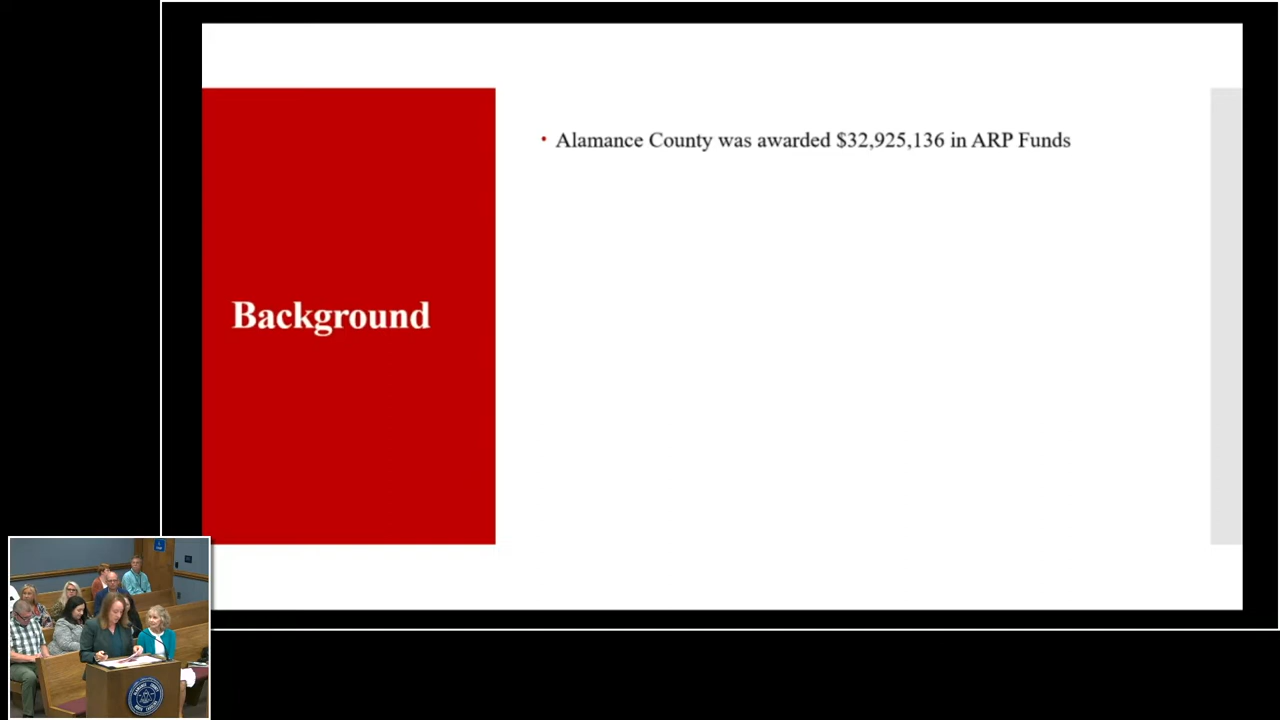 • Alamance County was awarded $32,925,136 in ARP Funds
Background